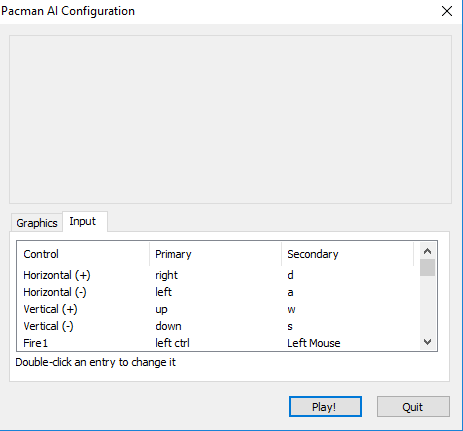 Pacman AI Configuration
Graphics Input
Control Primary Secondary
Horizontal (+) right d
Horizontal (-) left a
Vertical (+) up w
Vertical (-) down s
Fire1 left ctrl Left Mouse
Double-click an entry to change it
Play! Quit